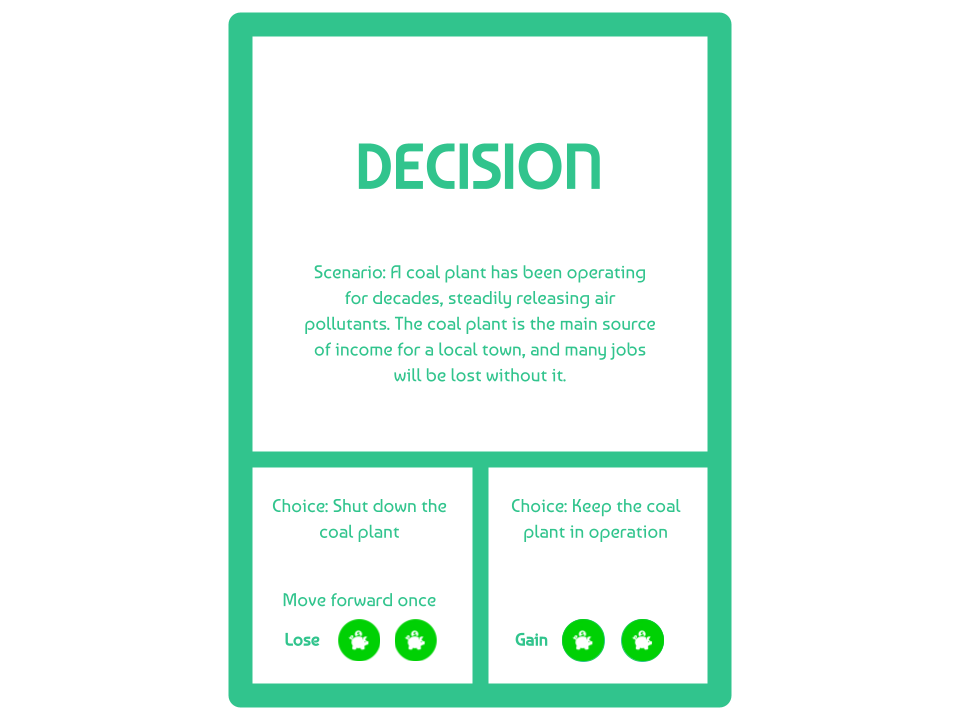 DECISION
Scenario: A coal plant has been operating
for decades, steadily releasing air
pollutants. The coal plant is the main source
of income for a local town, and many jobs
will be lost without it.
Choice: Shut down the
coal plant
Move forward once
Lose
Choice: Keep the coal
plant in operation
Gain